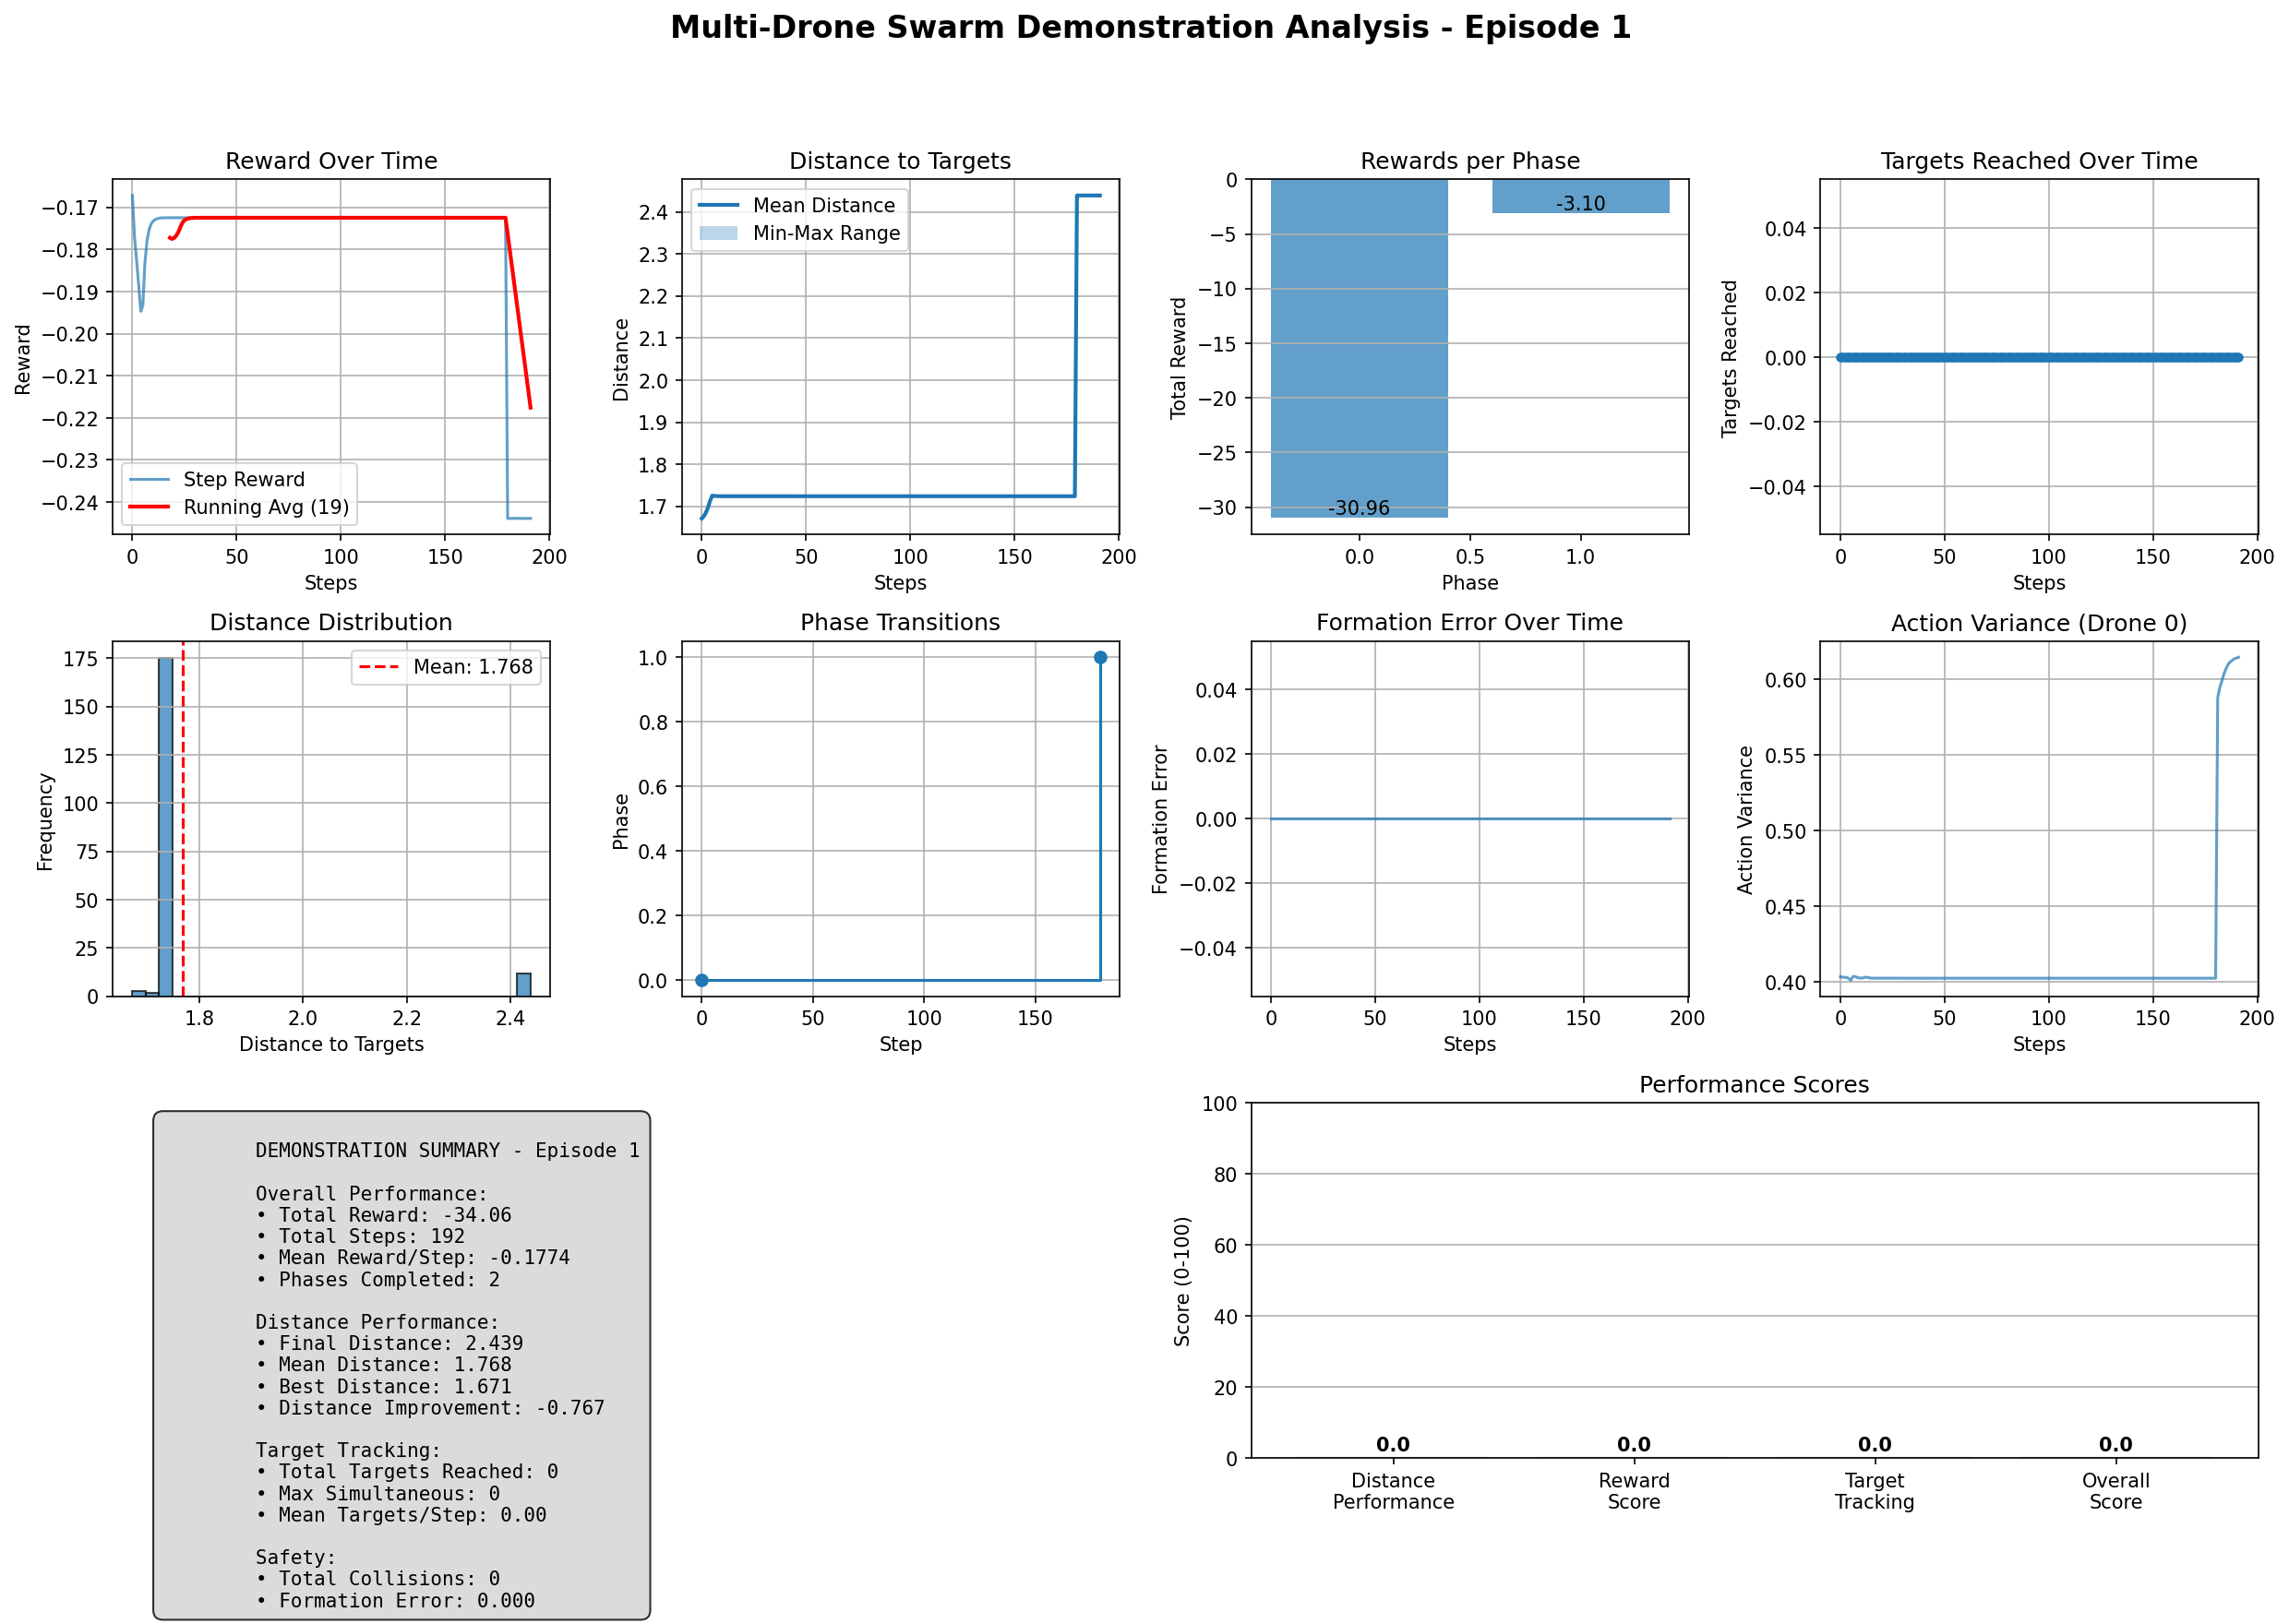 Multi-Drone Swarm Demonstration Analysis - Episode 1
Reward Over Time
Reward
−0.17
−0.18
−0.19
−0.20
−0.21
−0.22
−0.23
−0.24
Step Reward
Running Avg (19)
0 50 100 150 200
Steps
Distance to Targets
Distance
2.4
2.3
2.2
2.1
2.0
1.9
1.8
1.7
Mean Distance
Min-Max Range
0 50 100 150 200
Steps
Rewards per Phase
Total Reward
0
−5
−10
−15
−20
−25
−30
-30.96
-3.10
0.0 0.5 1.0
Phase
Targets Reached Over Time
Targets Reached
0.04
0.02
0.00
−0.02
−0.04
0 50 100 150 200
Steps
Distance Distribution
Frequency
175
150
125
100
75
50
25
0
Mean: 1.768
1.8 2.0 2.2 2.4
Distance to Targets
Phase Transitions
Phase
1.0
0.8
0.6
0.4
0.2
0.0
0 50 100 150
Step
Formation Error Over Time
Formation Error
0.04
0.02
0.00
−0.02
−0.04
0 50 100 150 200
Steps
Action Variance (Drone 0)
Action Variance
0.60
0.55
0.50
0.45
0.40
0 50 100 150 200
Steps
DEMONSTRATION SUMMARY - Episode 1
Overall Performance:
• Total Reward: -34.06
• Total Steps: 192
• Mean Reward/Step: -0.1774
• Phases Completed: 2
Distance Performance:
• Final Distance: 2.439
• Mean Distance: 1.768
• Best Distance: 1.671
• Distance Improvement: -0.767
Target Tracking:
• Total Targets Reached: 0
• Max Simultaneous: 0
• Mean Targets/Step: 0.00
Safety:
• Total Collisions: 0
• Formation Error: 0.000
Performance Scores
Score (0-100)
100
80
60
40
20
0
0.0 0.0 0.0 0.0
Distance
Performance
Reward
Score
Target
Tracking
Overall
Score